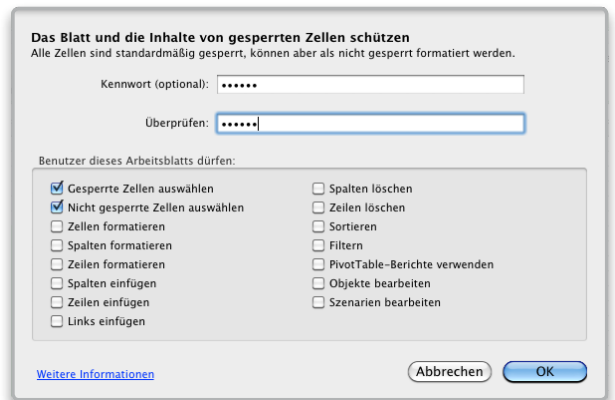 Das Blatt und die Inhalte von gesperrten Zellen schützen
Alle Zellen sind standardmäßig gesperrt, können aber als nicht gesperrt formatiert werden.
Kennwort (optional): ••••••
Überprüfen: ••••••
Benutzer dieses Arbeitsblatts dürfen:
Gesperrte Zellen auswählen
Nicht gesperrte Zellen auswählen
Zellen formatieren
Spalten formatieren
Zeilen formatieren
Spalten einfügen
Zeilen einfügen
Links einfügen
Spalten löschen
Zeilen löschen
Sortieren
Filtern
PivotTable-Berichte verwenden
Objekte bearbeiten
Szenarien bearbeiten
Weitere Informationen
Abbrechen
OK